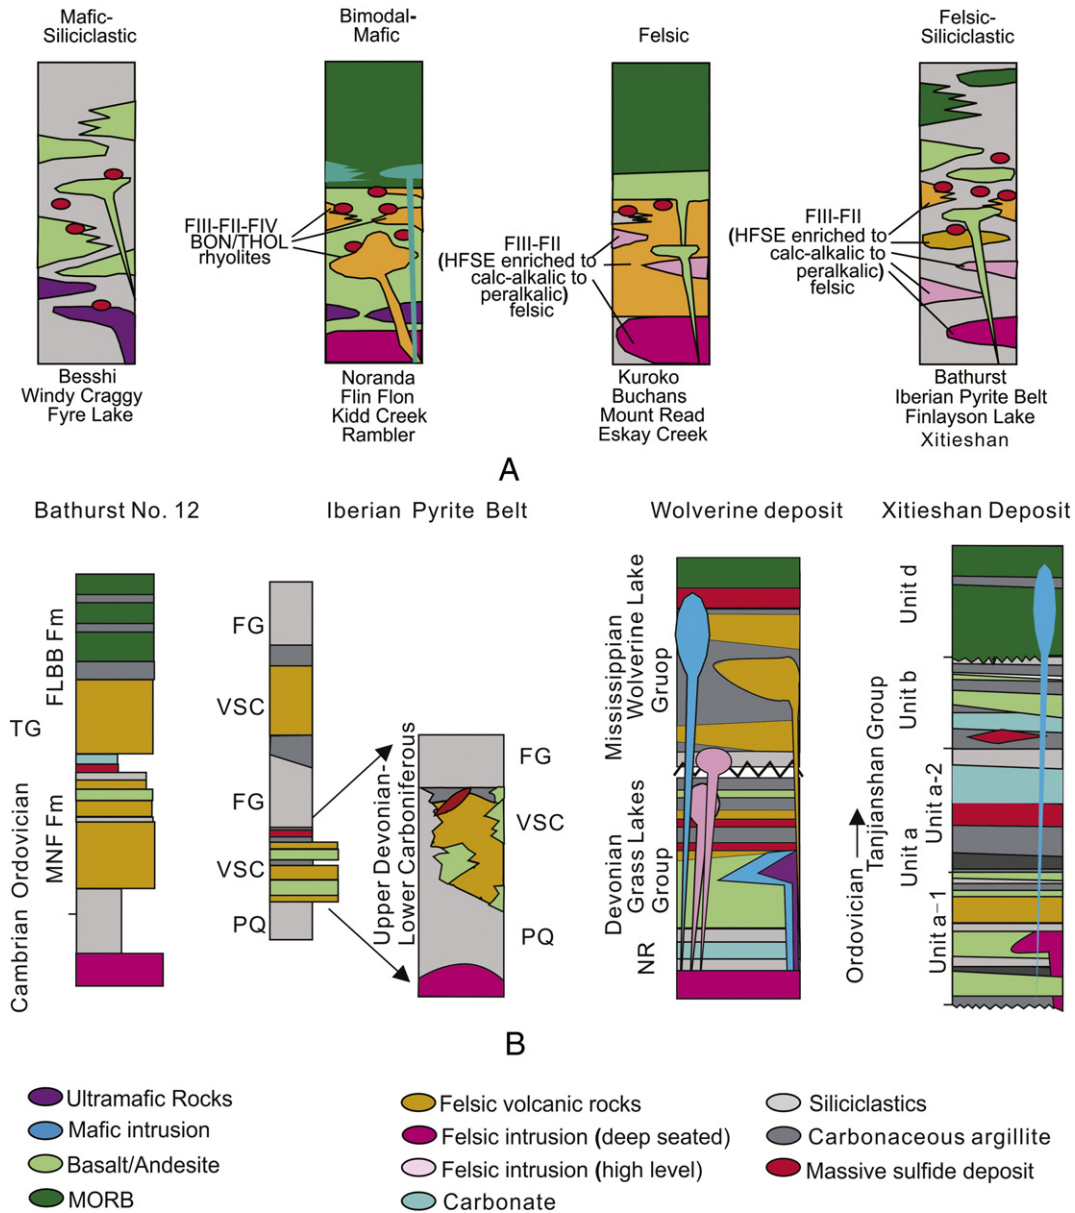 Mafic-
Siliciclastic
Bimodal-
Mafic
Felsic
Felsic-
Siliciclastic
FIII-FII-FIV
BON/THOL
rhyolites
FIII-FII
(HFSE enriched to
calc-alkalic to
peralkalic)
felsic
FIII-FII
(HFSE enriched to
calc-alkalic to
peralkalic)
felsic
Besshi
Windy Craggy
Fyre Lake
Noranda
Flin Flon
Kidd Creek
Rambler
Kuroko
Buchans
Mount Read
Eskay Creek
Bathurst
Iberian Pyrite Belt
Finlayson Lake
Xitieshan
A
Bathurst No. 12
Iberian Pyrite Belt
Wolverine deposit
Xitieshan Deposit
TG
FLBB Fm
MNF Fm
Cambrian Ordovician
FG
VSC
FG
VSC
PQ
Upper Devonian-
Lower Carboniferous
FG
VSC
PQ
Mississippian
Wolverine Lake
Gruop
Devonian
Grass Lakes
Group
NR
Ordovician
Tanjianshan Group
Unit d
Unit b
Unit a
Unit a-2
Unit a-1
B
Ultramafic Rocks
Mafic intrusion
Basalt/Andesite
MORB
Felsic volcanic rocks
Felsic intrusion (deep seated)
Felsic intrusion (high level)
Carbonate
Siliciclastics
Carbonaceous argillite
Massive sulfide deposit